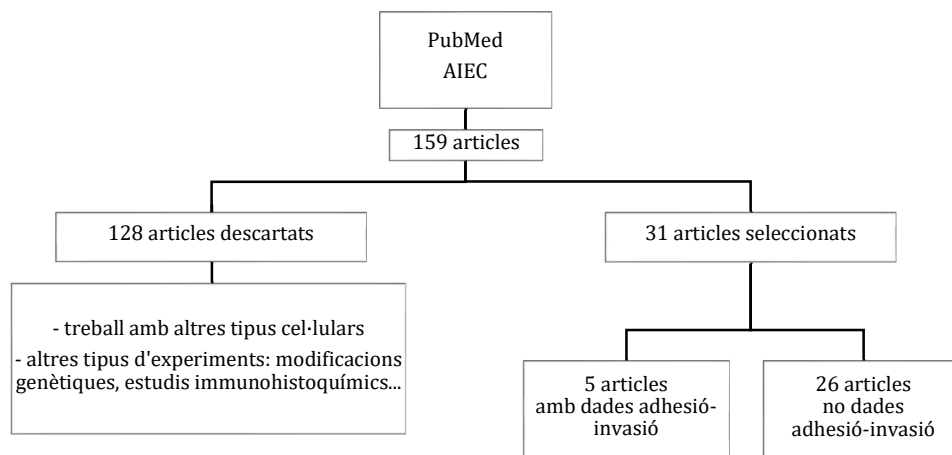 PubMed
AIEC
159 articles
128 articles descartats
31 articles seleccionats
- treball amb altres tipus cel·lulars
- altres tipus d'experiments: modificacions
genètiques, estudis immunohistoquímics...
5 articles
amb dades adhesió-
invasió
26 articles
no dades
adhesió-invasió